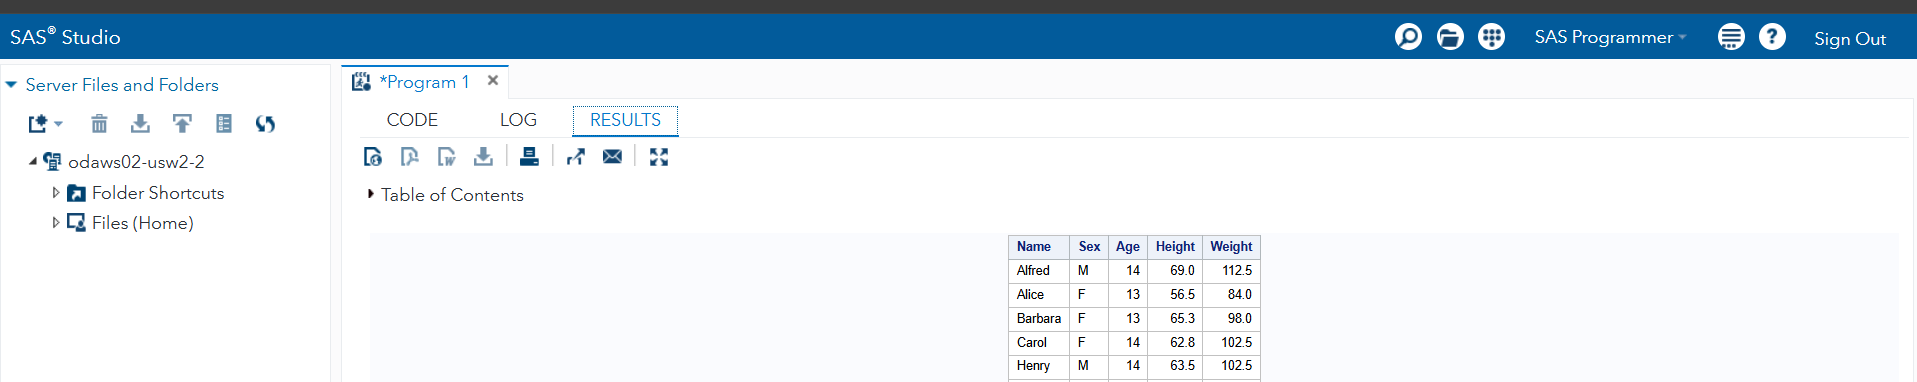 SAS® Studio
SAS Programmer
Sign Out
Server Files and Folders
odaws02-usw2-2
Folder Shortcuts
Files (Home)
*Program 1
CODE LOG RESULTS
Table of Contents
Name Sex Age Height Weight
Alfred M 14 69.0 112.5
Alice F 13 56.5 84.0
Barbara F 13 65.3 98.0
Carol F 14 62.8 102.5
Henry M 14 63.5 102.5